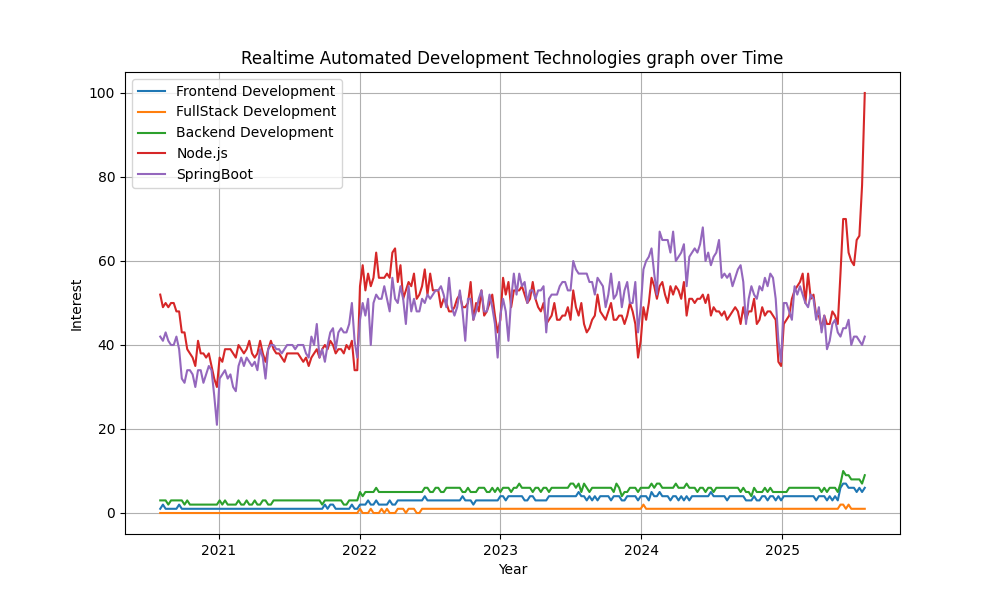 Realtime Automated Development Technologies graph over Time
Frontend Development
FullStack Development
Backend Development
Node.js
SpringBoot
100
80
60
40
20
0
Interest
2021 2022 2023 2024 2025
Year